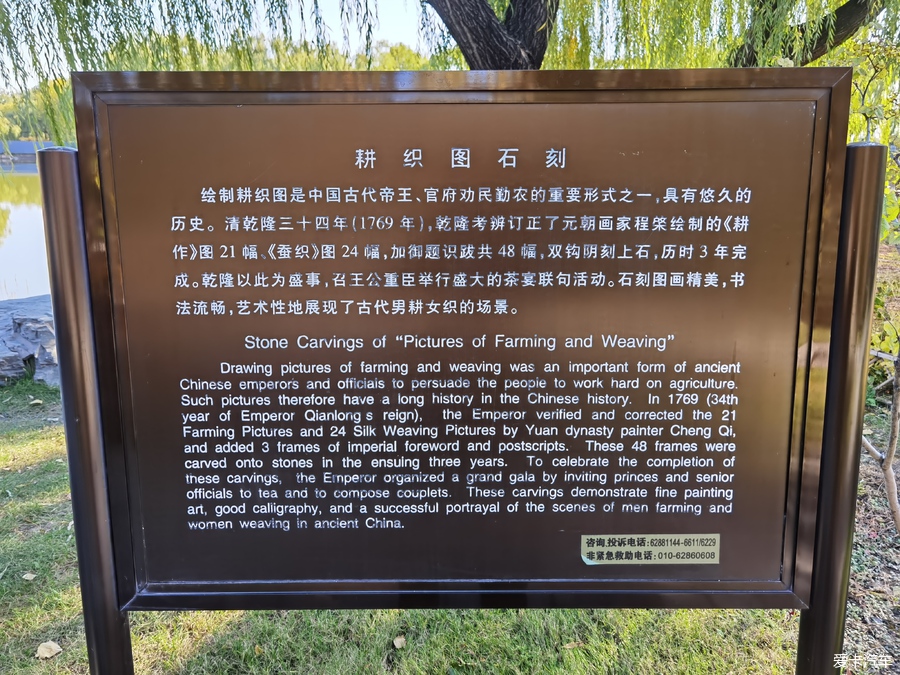 耕织图石刻
绘制耕织图是中国古代帝王、官府劝民勤农的重要形式之一,具有悠久的
历史。清乾隆三十四年(1769年),乾隆考辨订正了元朝画家程棨绘制的《耕
作》图21幅、《蚕织》图24幅,加御题识跋共48幅,双钩阴刻上石,历时3年完
成。乾隆以此为盛事,召王公重臣举行盛大的茶宴联句活动。石刻图画精美,书
法流畅,艺术性地展现了古代男耕女织的场景。
Stone Carvings of “Pictures of Farming and Weaving”
Drawing pictures of farming and weaving was an important form of ancient
Chinese emperors and officials to persuade the people to work hard on agriculture.
Such pictures therefore have a long history in the Chinese history. In 1769 (34th
year of Emperor Qianlong s reign), the Emperor verified and corrected the 21
Farming Pictures and 24 Silk Weaving Pictures by Yuan dynasty painter Cheng Qi,
and added 3 frames of imperial foreword and postscripts. These 48 frames were
carved onto stones in the ensuing three years. To celebrate the completion of
these carvings, the Emperor organized a grand gala by inviting princes and senior
officials to tea and to compose couplets. These carvings demonstrate fine painting
art, good calligraphy, and a successful portrayal of the scenes of men farming and
women weaving in ancient China.
咨询、投诉电话:62881144-6611/6229
非紧急救助电话:010-62860608
爱卡汽车